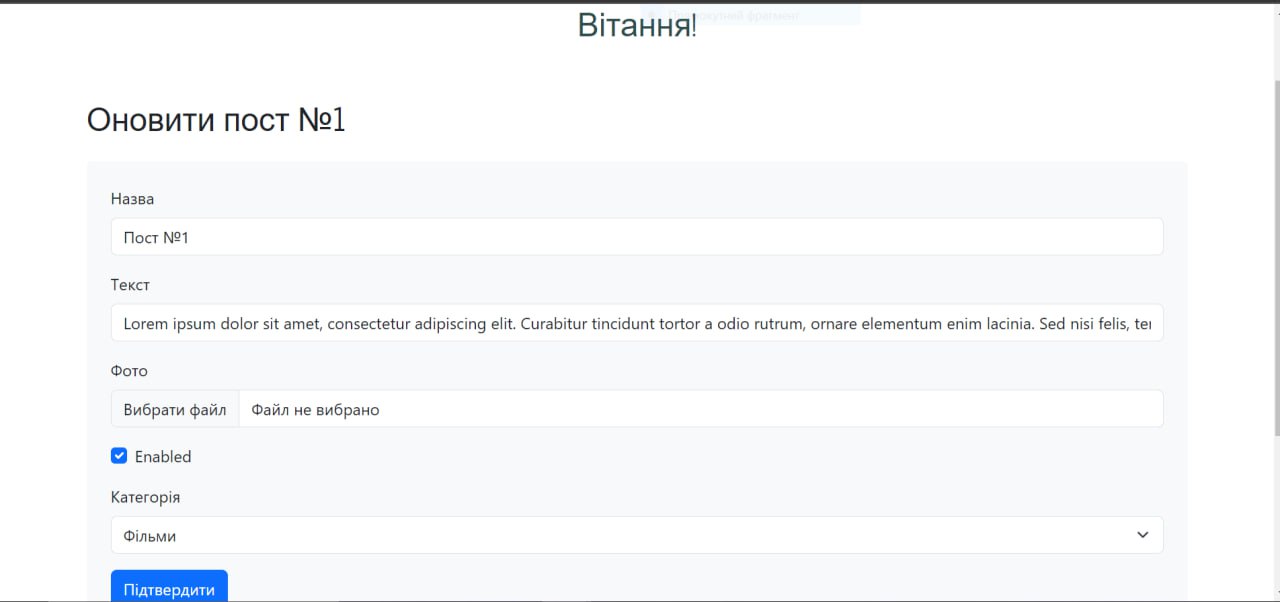 Вітання!
Оновити пост №1
Назва
Пост №1
Текст
Lorem ipsum dolor sit amet, consectetur adipiscing elit. Curabitur tincidunt tortor a odio rutrum, ornare elementum enim lacinia. Sed nisi felis, ter
Фото
Вибрати файл Файл не вибрано
Enabled
Категорія
Фільми
Підтвердити